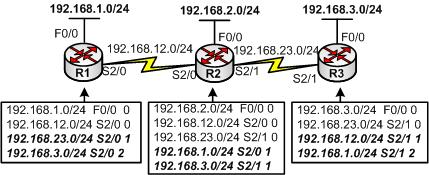 192.168.1.0/24 192.168.2.0/24 192.168.3.0/24
F0/0 F0/0 F0/0
192.168.12.0/24 192.168.23.0/24
R1 S2/0 S2/0 R2 S2/1 S2/1 R3
192.168.1.0/24 F0/0 0
192.168.12.0/24 S2/0 0
192.168.23.0/24 S2/0 1
192.168.3.0/24 S2/0 2
192.168.2.0/24 F0/0 0
192.168.12.0/24 S2/0 0
192.168.23.0/24 S2/1 0
192.168.1.0/24 S2/0 1
192.168.3.0/24 S2/1 1
192.168.3.0/24 F0/0 0
192.168.23.0/24 S2/1 0
192.168.12.0/24 S2/1 1
192.168.1.0/24 S2/1 2